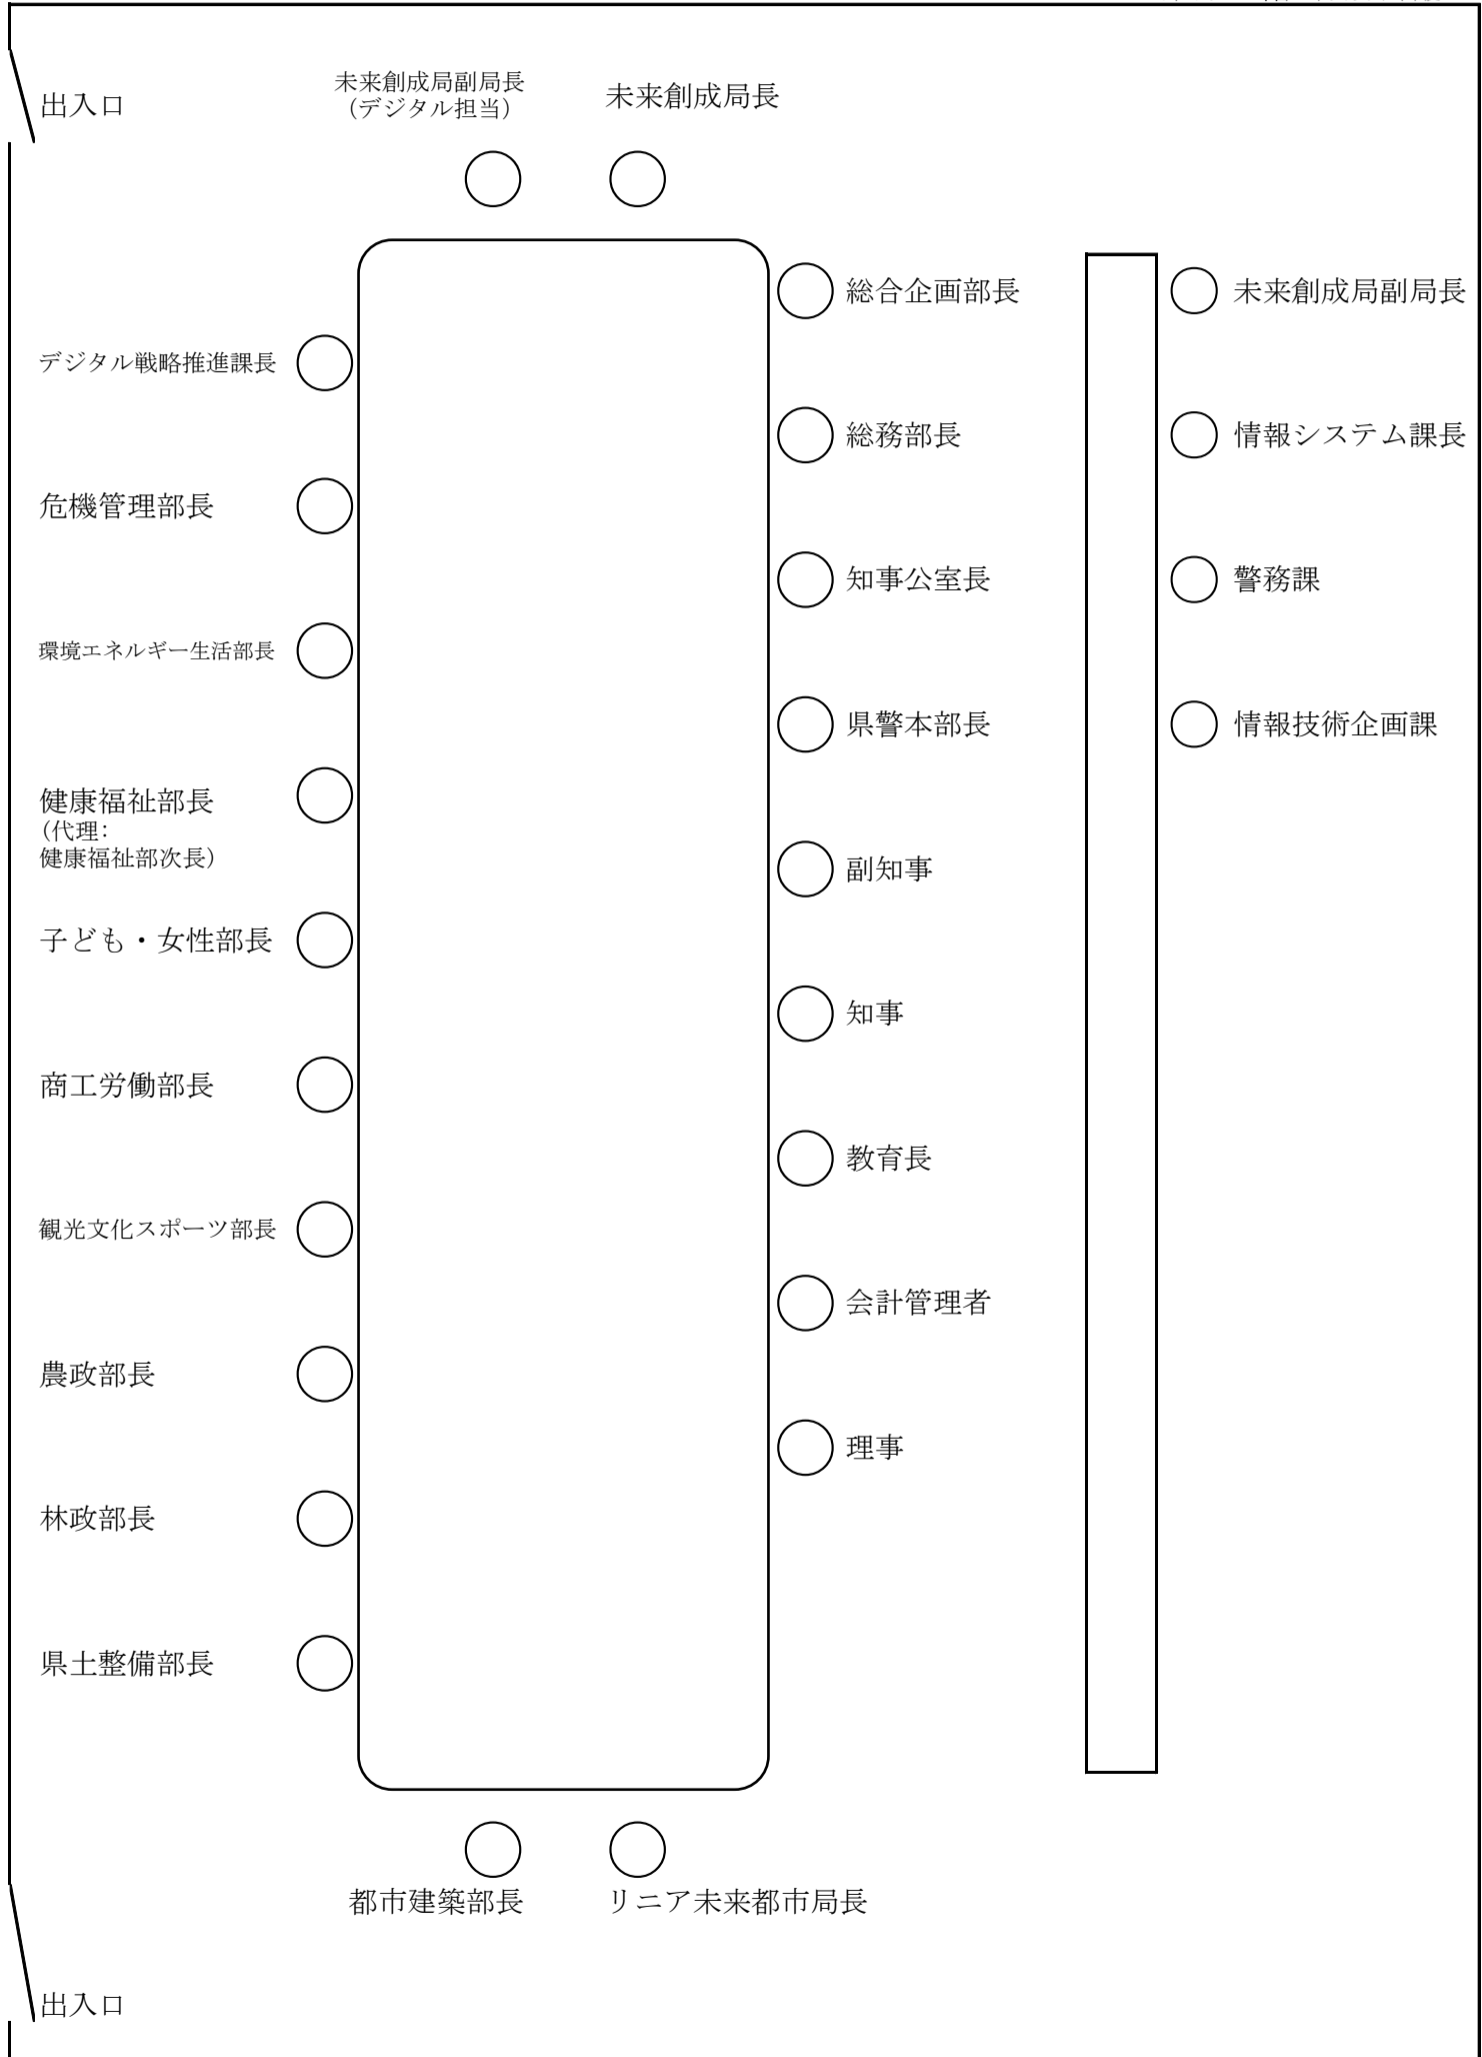 出入口
未来創成局副局長
（デジタル担当）
未来創成局長
総合企画部長
未来創成局副局長
デジタル戦略推進課長
総務部長
情報システム課長
危機管理部長
知事公室長
警務課
環境エネルギー生活部長
県警本部長
情報技術企画課
健康福祉部長
（代理：
健康福祉部次長）
副知事
子ども・女性部長
知事
商工労働部長
教育長
観光文化スポーツ部長
会計管理者
農政部長
理事
林政部長
県土整備部長
都市建築部長
リニア未来都市局長
出入口